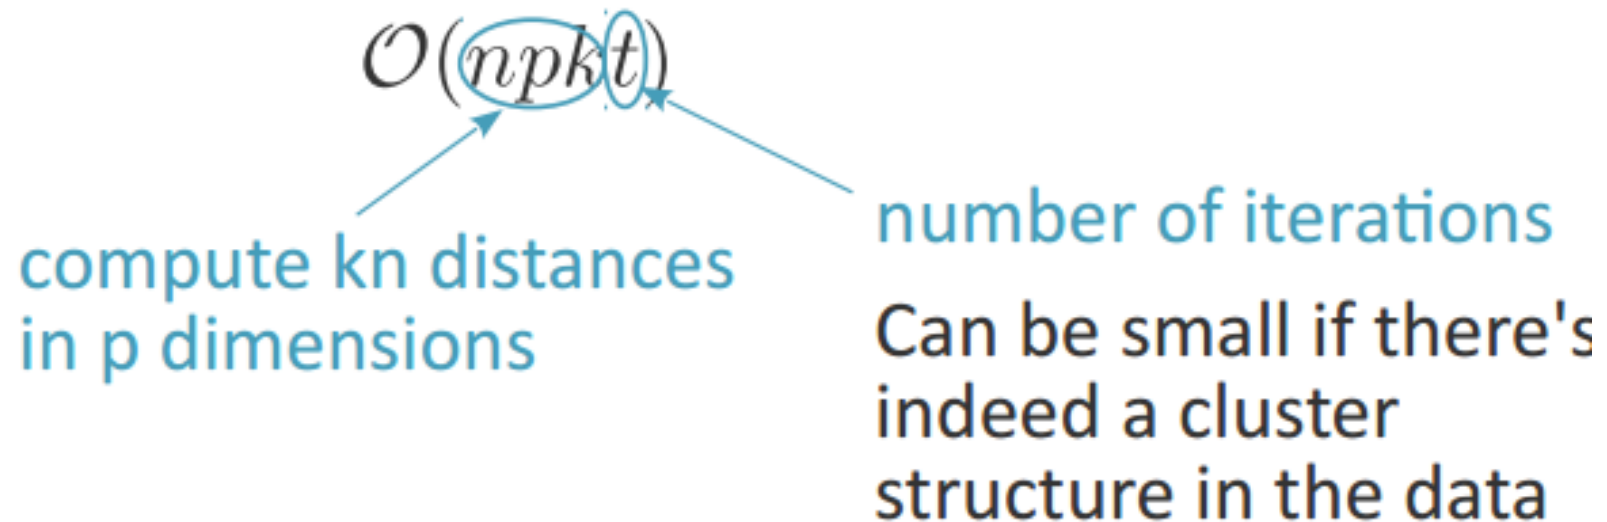 𝒪(npkt)
compute kn distances
in p dimensions
number of iterations
Can be small if there's
indeed a cluster
structure in the data